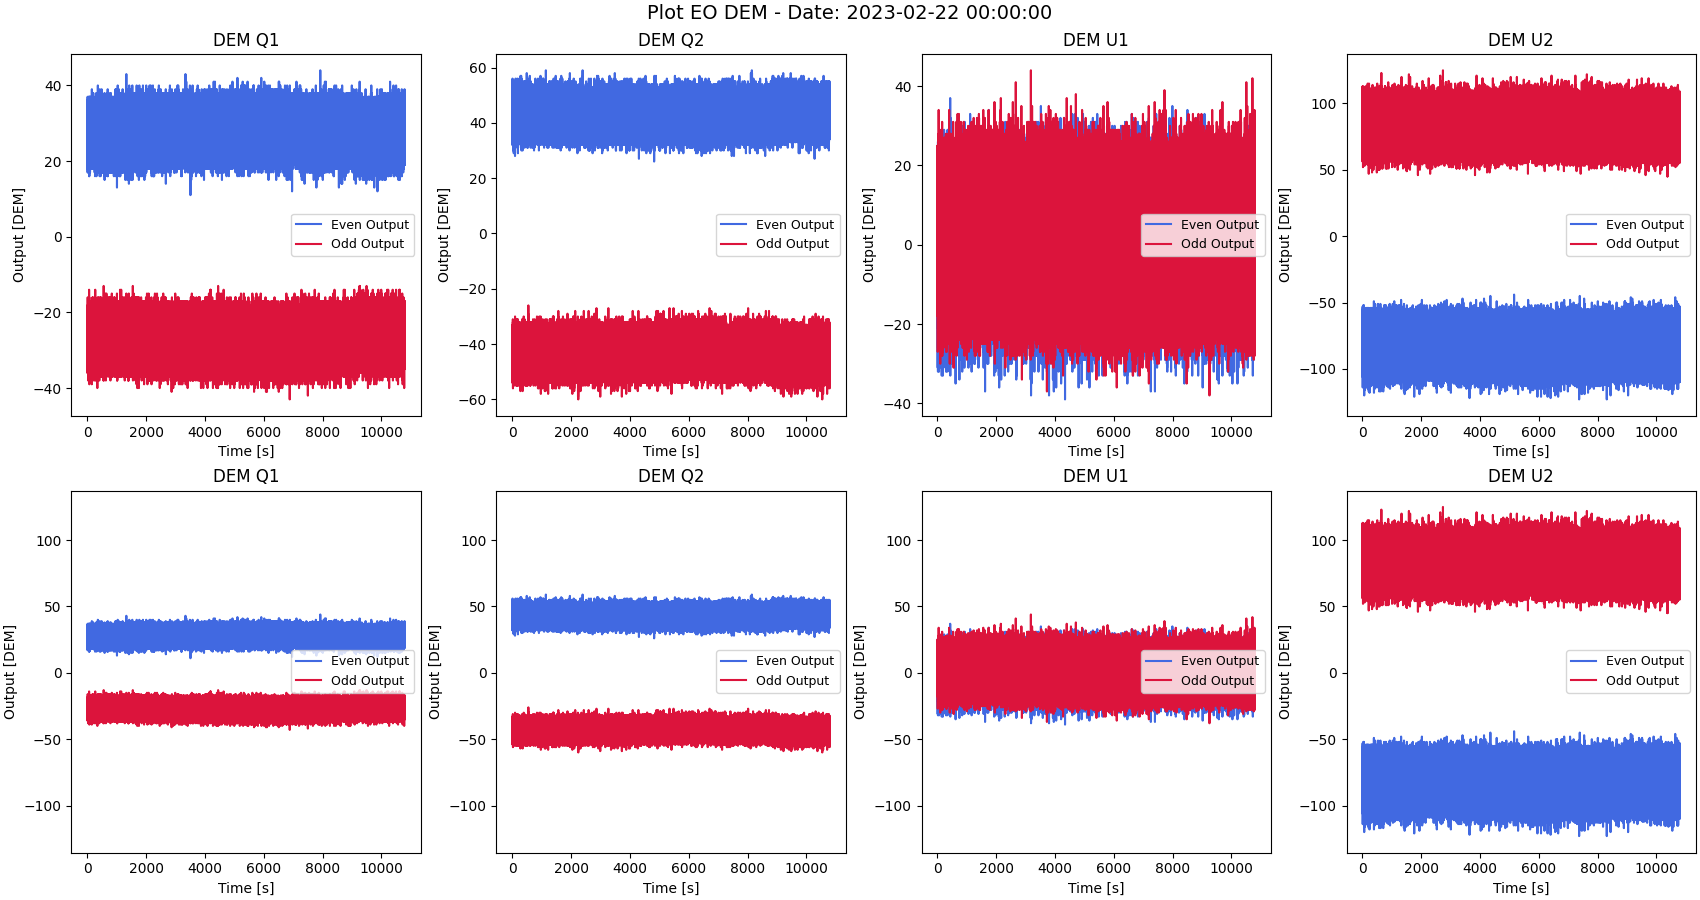 Plot EO DEM - Date: 2023-02-22 00:00:00
DEM Q1
Output [DEM]
40
20
0
−20
−40
Even Output
Odd Output
0 2000 4000 6000 8000 10000
Time [s]
DEM Q2
Output [DEM]
60
40
20
0
−20
−40
−60
Even Output
Odd Output
0 2000 4000 6000 8000 10000
Time [s]
DEM U1
Output [DEM]
40
20
0
−20
−40
Even Output
Odd Output
0 2000 4000 6000 8000 10000
Time [s]
DEM U2
Output [DEM]
100
50
0
−50
−100
Even Output
Odd Output
0 2000 4000 6000 8000 10000
Time [s]
DEM Q1
Output [DEM]
100
50
0
−50
−100
Even Output
Odd Output
0 2000 4000 6000 8000 10000
Time [s]
DEM Q2
Output [DEM]
100
50
0
−50
−100
Even Output
Odd Output
0 2000 4000 6000 8000 10000
Time [s]
DEM U1
Output [DEM]
100
50
0
−50
−100
Even Output
Odd Output
0 2000 4000 6000 8000 10000
Time [s]
DEM U2
Output [DEM]
100
50
0
−50
−100
Even Output
Odd Output
0 2000 4000 6000 8000 10000
Time [s]